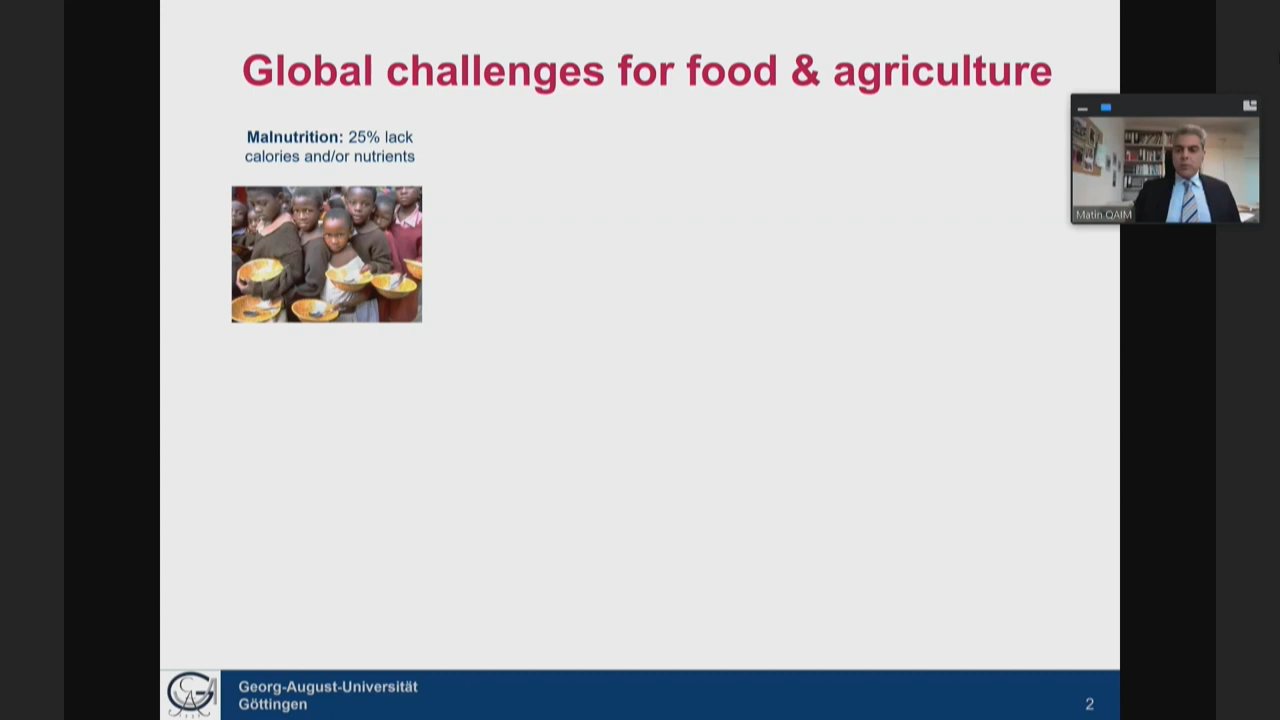 Global challenges for food & agriculture
Malnutrition: 25% lack
calories and/or nutrients
Matin QAIM
Georg-August-Universität
Göttingen
2